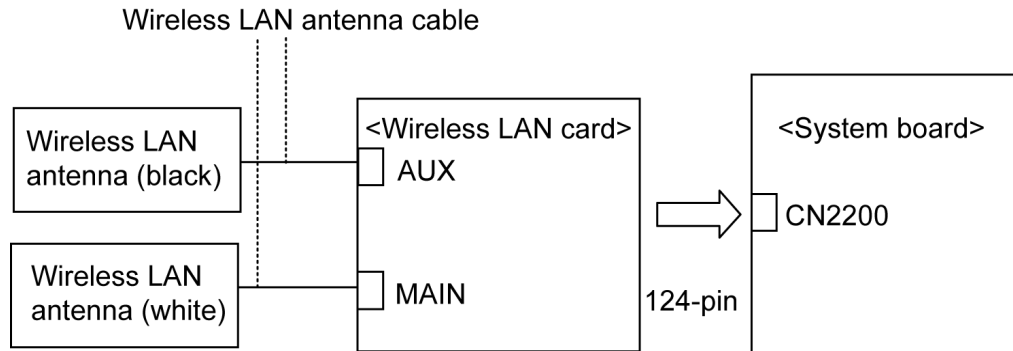 Wireless LAN antenna cable
Wireless LAN
antenna (black)
<Wireless LAN card>
AUX
<System board>
CN2200
Wireless LAN
antenna (white)
MAIN
124-pin